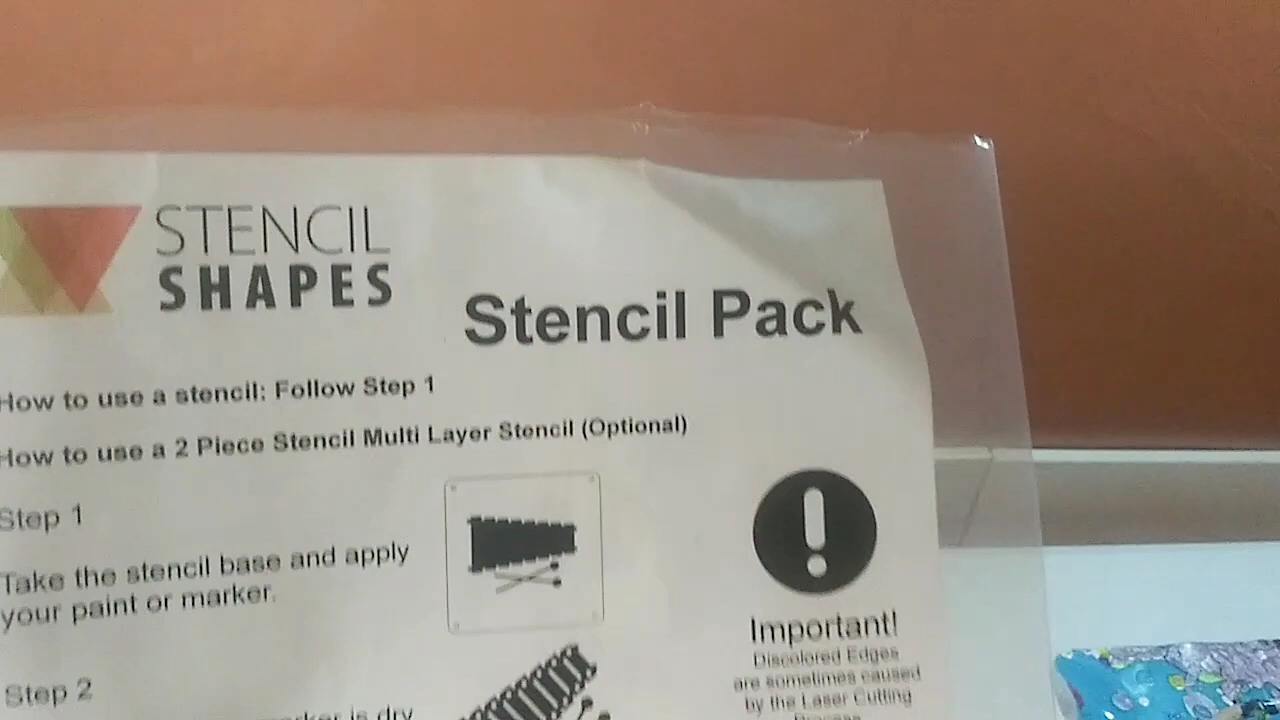 STENCIL
SHAPES
Stencil Pack
How to use a stencil: Follow Step 1
How to use a 2 Piece Stencil Multi Layer Stencil (Optional)
Step 1
Take the stencil base and apply
your paint or marker.
Important!
Discolored Edges
are sometimes caused
by the Laser Cutting
Process
Step 2
is dry